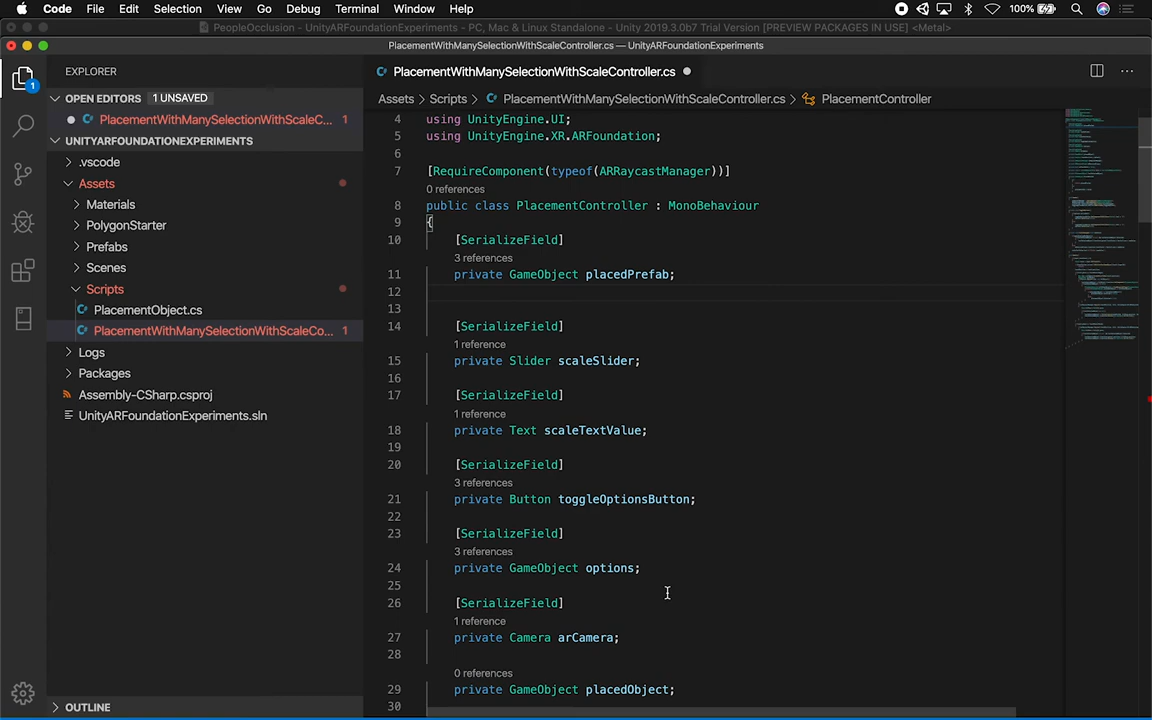 Code File Edit Selection View Go Debug Terminal Window Help 100%
PeopleOcclusion - UnityARFoundationExperiments - PC, Mac & Linux Standalone - Unity 2019.3.0b7 Trial Version [PREVIEW PACKAGES IN USE] <Metal>
PlacementWithManySelectionWithScaleController.cs — UnityARFoundationExperiments
EXPLORER
OPEN EDITORS 1 UNSAVED
PlacementWithManySelectionWithScaleC... 1
UNITYARFOUNDATIONEXPERIMENTS
.vscode
Assets
Materials
PolygonStarter
Prefabs
Scenes
Scripts
PlacementObject.cs
PlacementWithManySelectionWithScaleCo... 1
Logs
Packages
Assembly-CSharp.csproj
UnityARFoundationExperiments.sln
OUTLINE
1
PlacementWithManySelectionWithScaleController.cs
Assets > Scripts > PlacementWithManySelectionWithScaleController.cs > PlacementController
4 using UnityEngine.UI;
5 using UnityEngine.XR.ARFoundation;
6
7 [RequireComponent(typeof(ARRaycastManager))]
0 references
8 public class PlacementController : MonoBehaviour
9 {
10 [SerializeField]
3 references
11 private GameObject placedPrefab;
12
13
14 [SerializeField]
1 reference
15 private Slider scaleSlider;
16
17 [SerializeField]
1 reference
18 private Text scaleTextValue;
19
20 [SerializeField]
3 references
21 private Button toggleOptionsButton;
22
23 [SerializeField]
3 references
24 private GameObject options;
25
26 [SerializeField]
1 reference
27 private Camera arCamera;
28
0 references
29 private GameObject placedObject;
30